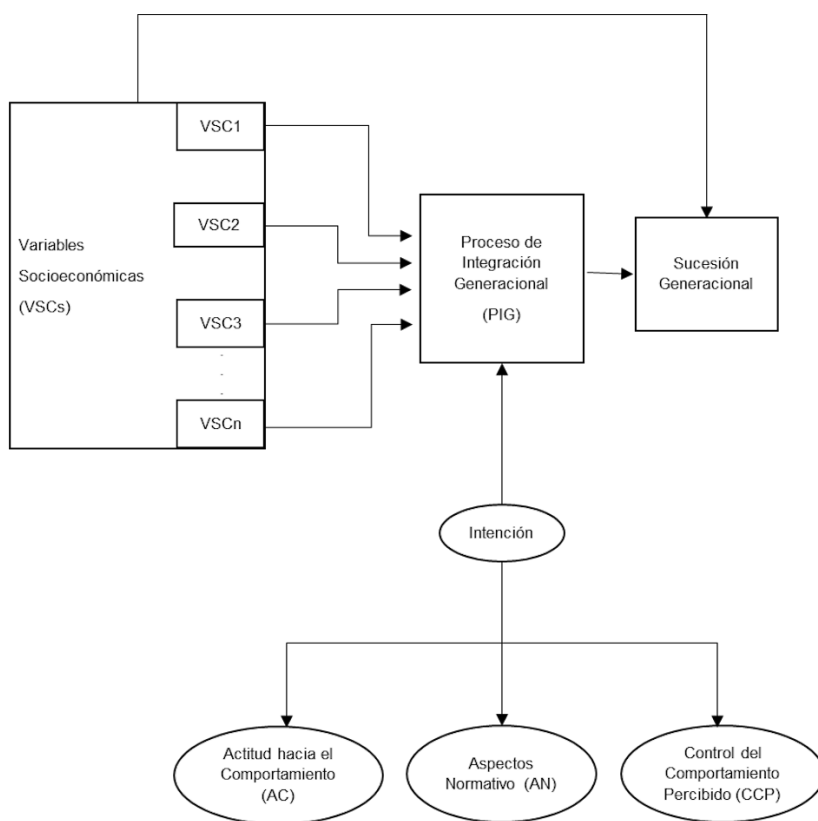 VSC1
VSC2
Variables
Socioeconómicas
(VSCs)
VSC3
VSCn
Proceso de
Integración
Generacional
(PIG)
Sucesión
Generacional
Intención
Actitud hacia el
Comportamiento
(AC)
Aspectos
Normativo (AN)
Control del
Comportamiento
Percibido (CCP)